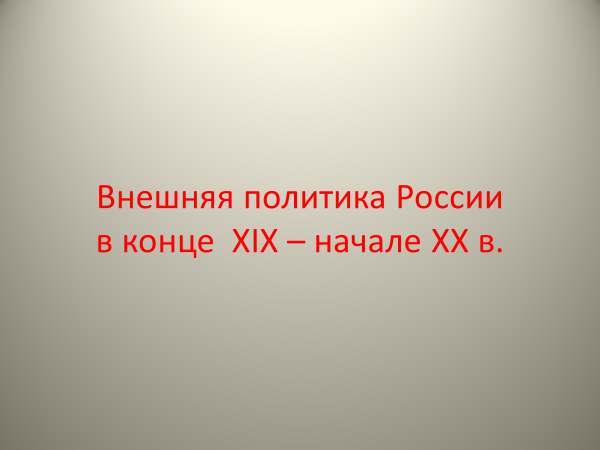 Внешняя политика России
в конце  XIX – начале XX в.